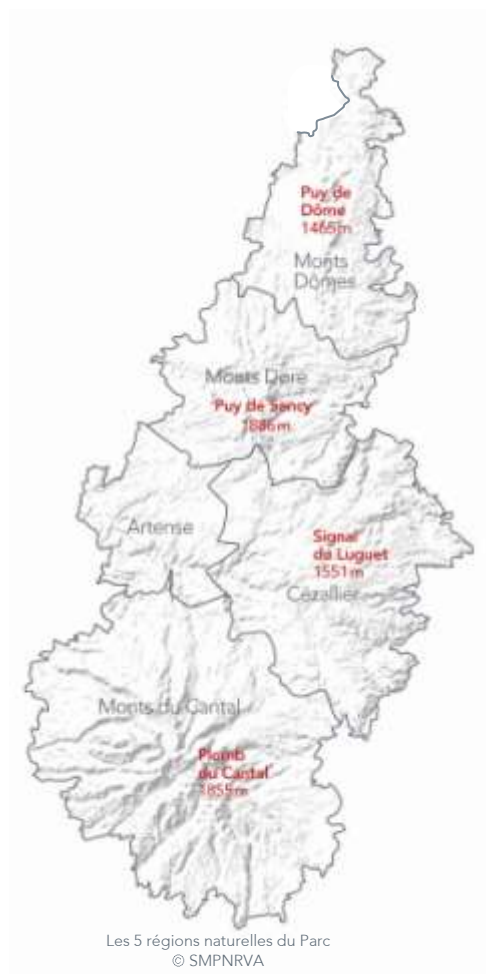 Puy de
Dôme
1465m
Monts
Dômes
Monts Dore
Puy de Sancy
1886m
Artense
Signal
du Luguet
1551m
Cézallier
Monts du Cantal
Plomb
du Cantal
1855m
Les 5 régions naturelles du Parc
© SMPNRVA